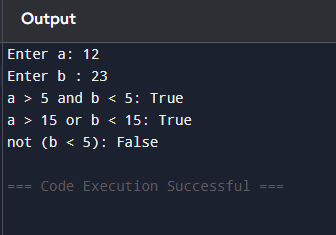 Output
Enter a: 12
Enter b : 23
a > 5 and b < 5: True
a > 15 or b < 15: True
not (b < 5): False
=== Code Execution Successful ===